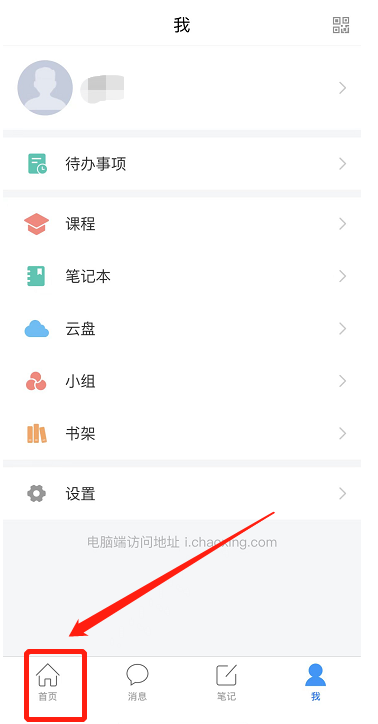 我
待办事项
课程
笔记本
云盘
小组
书架
设置
电脑端访问地址 i.chaoxing.com
首页
消息
笔记
我